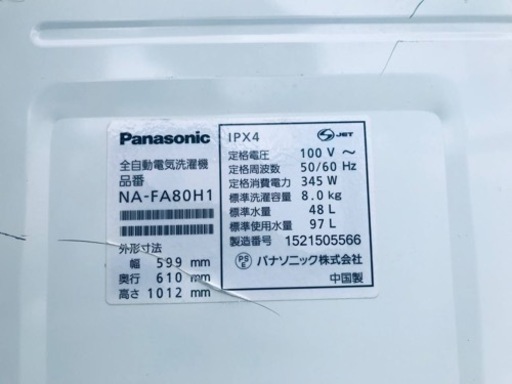 Panasonic
全自動電気洗濯機
品番
NA-FA80H1
外形寸法
幅 599 mm
奥行 610 mm
高さ 1012 mm
IPX4
S JET
定格電圧 100 V ～
定格周波数 50/60 Hz
定格消費電力 345 W
標準洗濯容量 8.0kg
標準水量 48 L
標準使用水量 97 L
製造番号 1521505566
PSE パナソニック株式会社
中国製